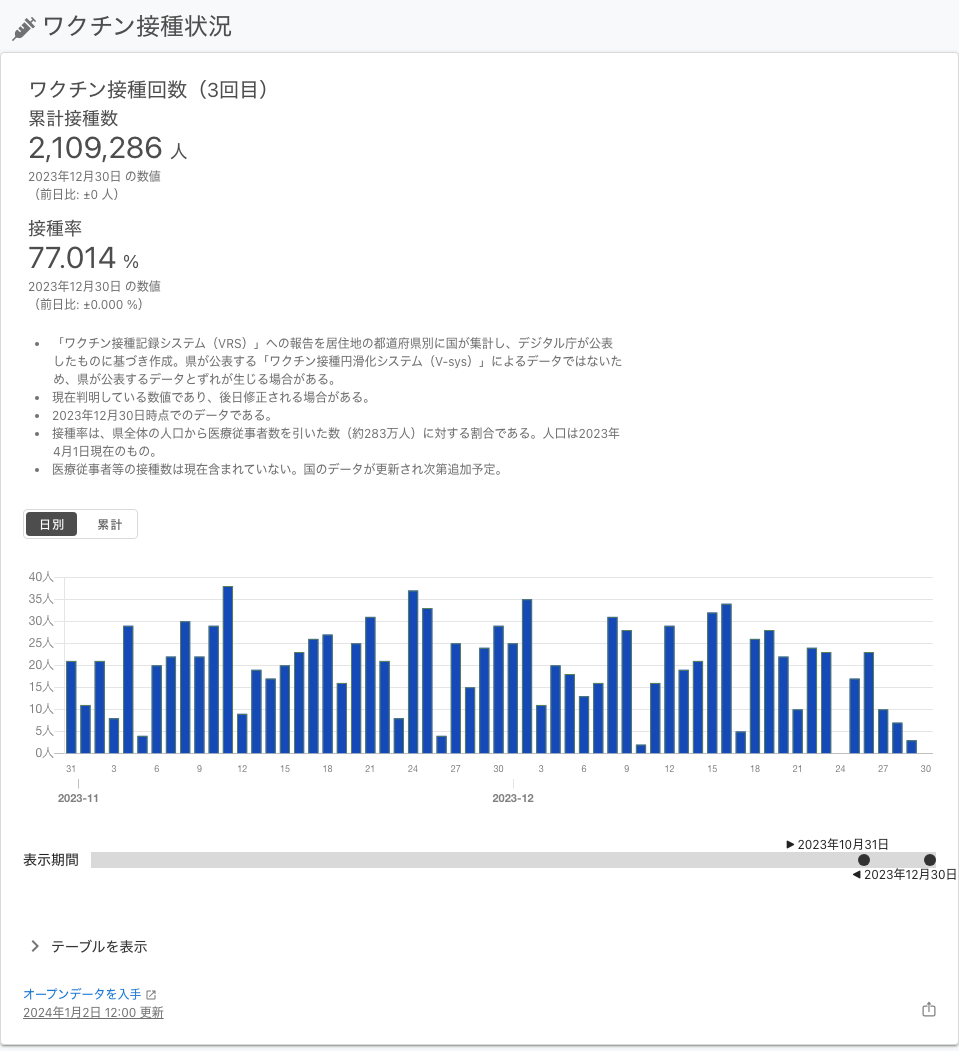 ワクチン接種状況
ワクチン接種回数（3回目）
累計接種数
2,109,286 人
2023年12月30日 の数値
（前日比: ±0 人）
接種率
77.014 %
2023年12月30日 の数値
（前日比: ±0.000 %）
• 「ワクチン接種記録システム（VRS）」への報告を居住地の都道府県別に国が集計し、デジタル庁が公表
したものに基づき作成。県が公表する「ワクチン接種円滑化システム（V-sys）」によるデータではないた
め、県が公表するデータとずれが生じる場合がある。
• 現在判明している数値であり、後日修正される場合がある。
• 2023年12月30日時点でのデータである。
• 接種率は、県全体の人口から医療従事者数を引いた数（約283万人）に対する割合である。人口は2023年
4月1日現在のもの。
• 医療従事者等の接種数は現在含まれていない。国のデータが更新され次第追加予定。
日別 累計
40人
35人
30人
25人
20人
15人
10人
5人
0人
31 3 6 9 12 15 18 21 24 27 30 3 6 9 12 15 18 21 24 27 30
2023-11 2023-12
▶ 2023年10月31日
表示期間
◀ 2023年12月30日
テーブルを表示
オープンデータを入手
2024年1月2日 12:00 更新